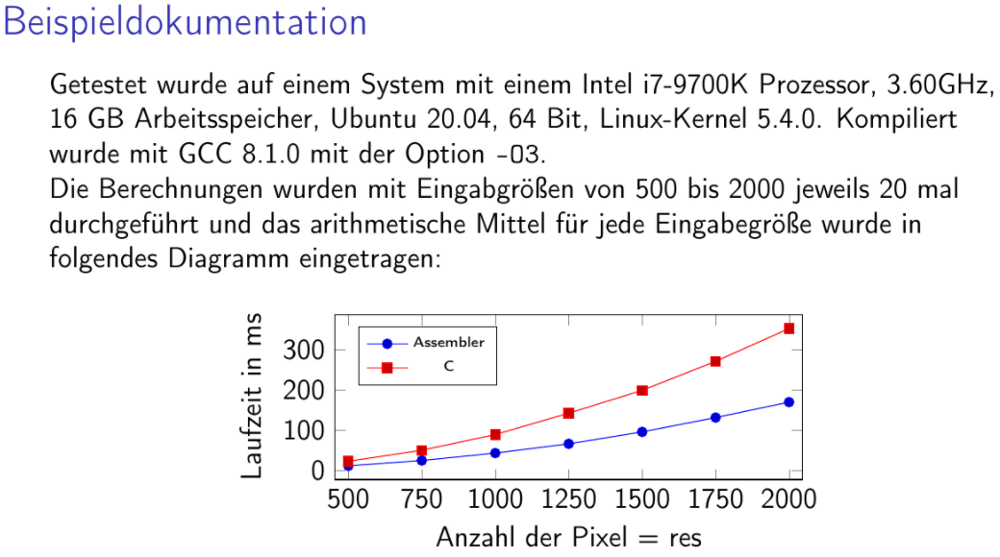 Beispieldokumentation
Getestet wurde auf einem System mit einem Intel i7-9700K Prozessor, 3.60GHz,
16 GB Arbeitsspeicher, Ubuntu 20.04, 64 Bit, Linux-Kernel 5.4.0. Kompiliert
wurde mit GCC 8.1.0 mit der Option -O3.
Die Berechnungen wurden mit Eingabgrößen von 500 bis 2000 jeweils 20 mal
durchgeführt und das arithmetische Mittel für jede Eingabegröße wurde in
folgendes Diagramm eingetragen:
Laufzeit in ms
300
200
100
0
Assembler
C
500 750 1000 1250 1500 1750 2000
Anzahl der Pixel = res